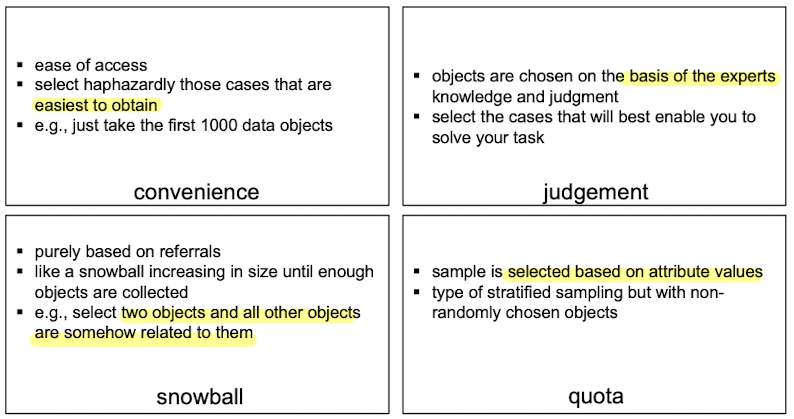 ▪ ease of access
▪ select haphazardly those cases that are
easiest to obtain
▪ e.g., just take the first 1000 data objects
convenience
▪ objects are chosen on the basis of the experts
knowledge and judgment
▪ select the cases that will best enable you to
solve your task
judgement
▪ purely based on referrals
▪ like a snowball increasing in size until enough
objects are collected
▪ e.g., select two objects and all other objects
are somehow related to them
snowball
▪ sample is selected based on attribute values
▪ type of stratified sampling but with non-
randomly chosen objects
quota